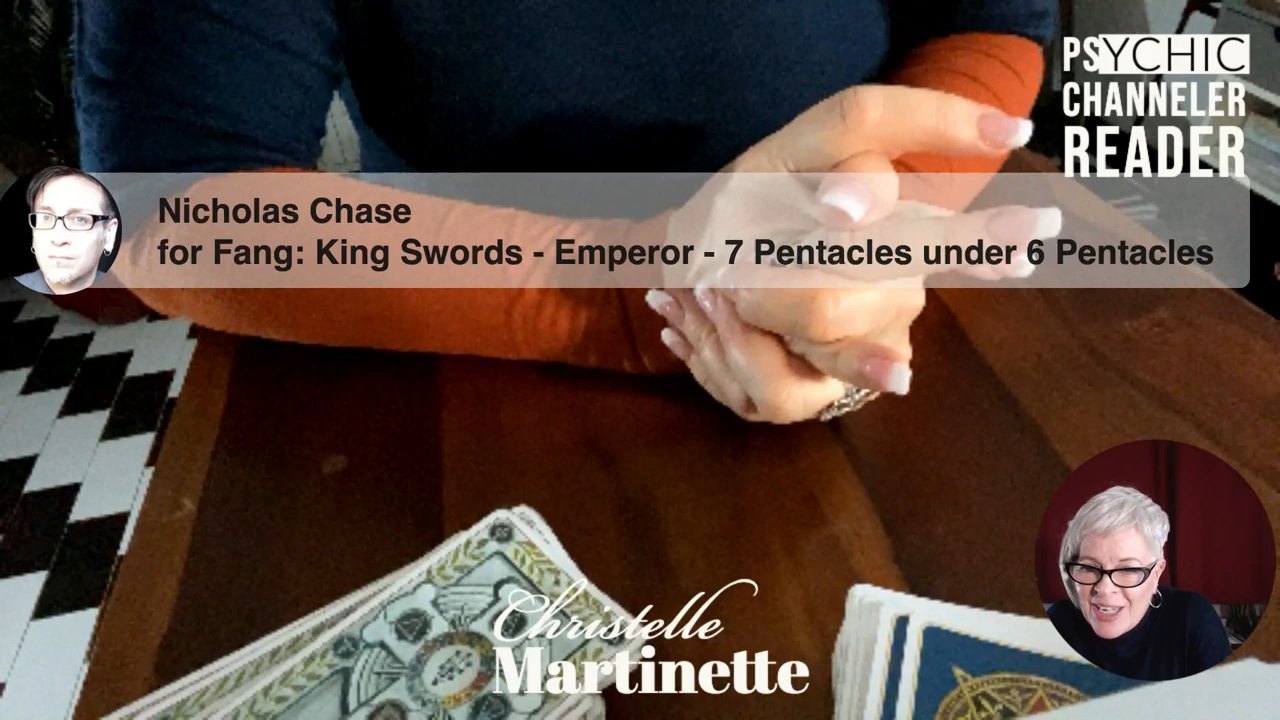 PSYCHIC
CHANNELER
READER
Nicholas Chase
for Fang: King Swords - Emperor - 7 Pentacles under 6 Pentacles
Christelle
Martinette